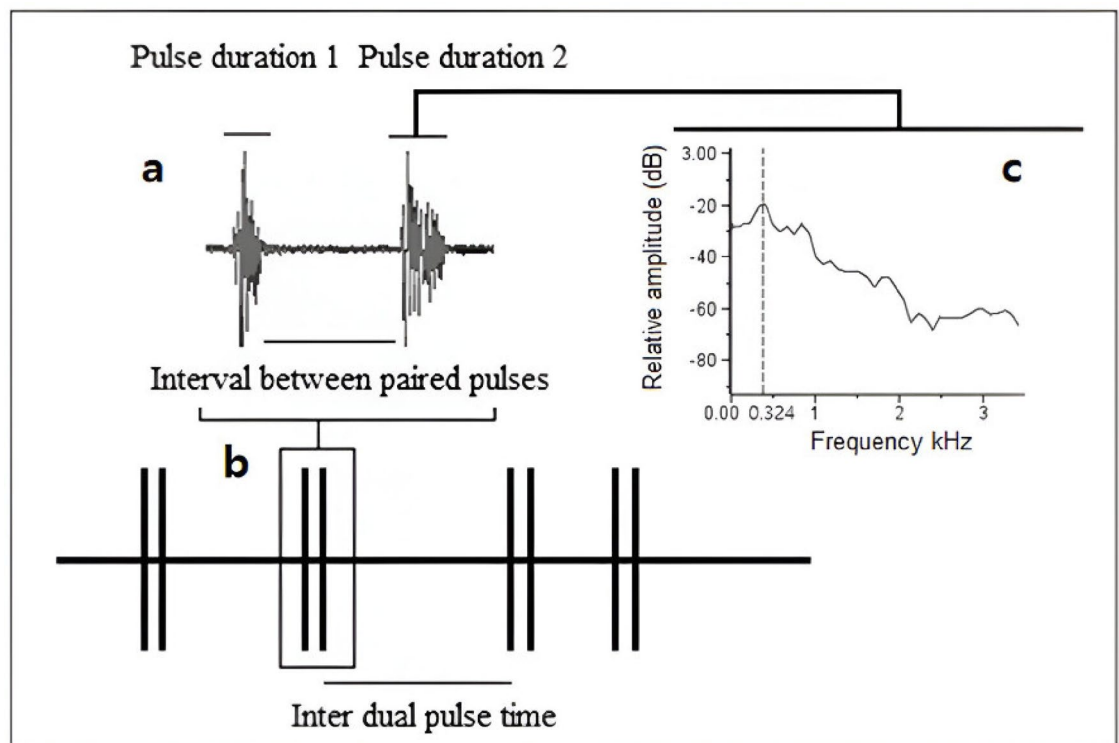 Pulse duration 1 Pulse duration 2
a
c
Relative amplitude (dB)
3.00
-20
-40
-60
-80
0.00 0.324 1 2 3
Frequency kHz
Interval between paired pulses
b
Inter dual pulse time